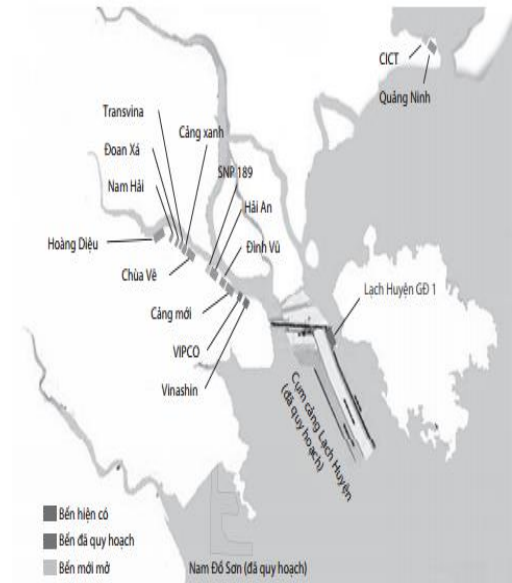 CICT
Quảng Ninh
Transvina
Cảng xanh
Đoan Xá
SNP 189
Nam Hải
Hải An
Hoàng Diệu
Đình Vũ
Chùa Vẽ
Lạch Huyện GĐ 1
Cảng mới
VIPCO
Vinashin
Cụm cảng Lạch Huyện
(đã quy hoạch)
Bến hiện có
Bến đã quy hoạch
Bến mới mở
Nam Đồ Sơn (đã quy hoạch)